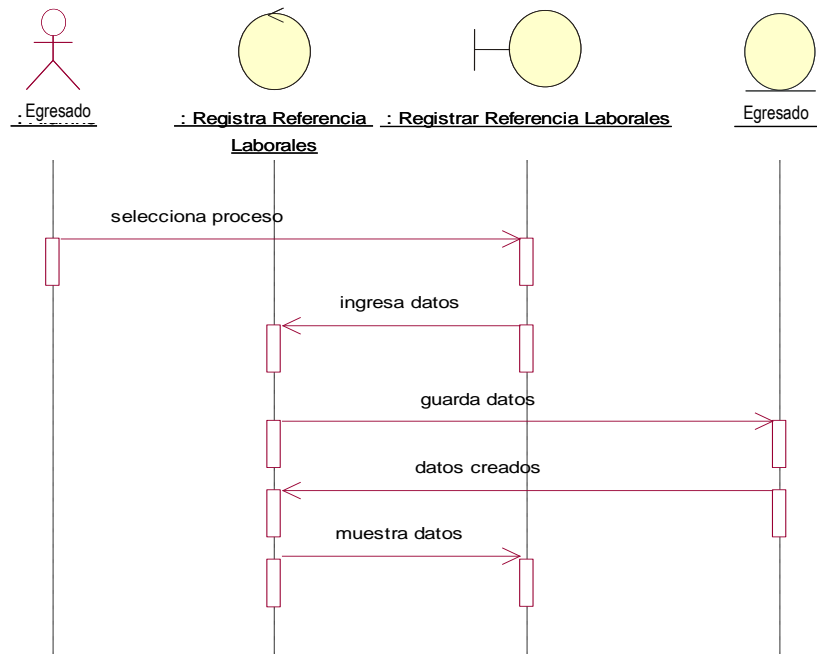 Egresado
: Registra Referencia
Laborales
: Registrar Referencia Laborales
Egresado
selecciona proceso
ingresa datos
guarda datos
datos creados
muestra datos